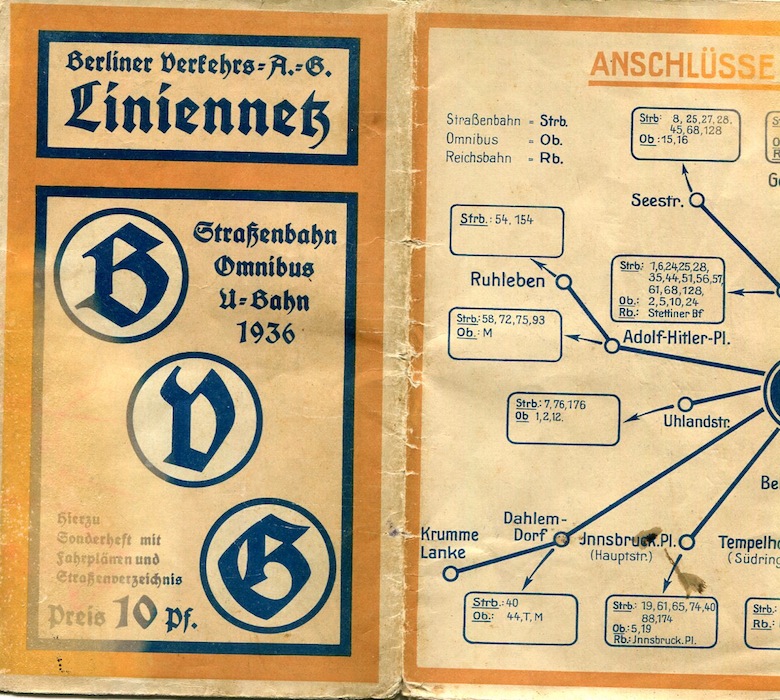 Berliner Verkehrs=A.=G.
Liniennetz
Straßenbahn
Omnibus
U=Bahn
1936
B
V
G
Hierzu
Sonderheft mit
Fahrplänen und
Straßenverzeichnis
Preis 10 Pf.
ANSCHLÜSSE
Straßenbahn = Strb.
Omnibus = Ob.
Reichsbahn = Rb.
Strb: 8, 25, 27, 28,
45, 68, 128
Ob: 15, 16
Seestr.
Strb.: 54, 154
Ruhleben
Strb.: 1, 6, 24, 25, 28,
35, 44, 51, 56, 57,
61, 68, 128,
Ob.: 2, 5, 10, 24
Rb.: Stettiner Bf
Strb.: 58, 72, 75, 93
Ob.: M
Adolf-Hitler-Pl.
Strb.: 7, 76, 176
Ob 1, 2, 12.
Uhlandstr.
Be
Krumme
Lanke
Dahlem-
Dorf
Jnnsbruck.Pl.
(Hauptstr.)
Tempelho
(Südring
Strb.: 40
Ob.: 44, T, M
Strb.: 19, 61, 65, 74, 40
88, 174
Ob: 5, 19
Rb.: Jnnsbruck.Pl.
Strb.:
Rb.: